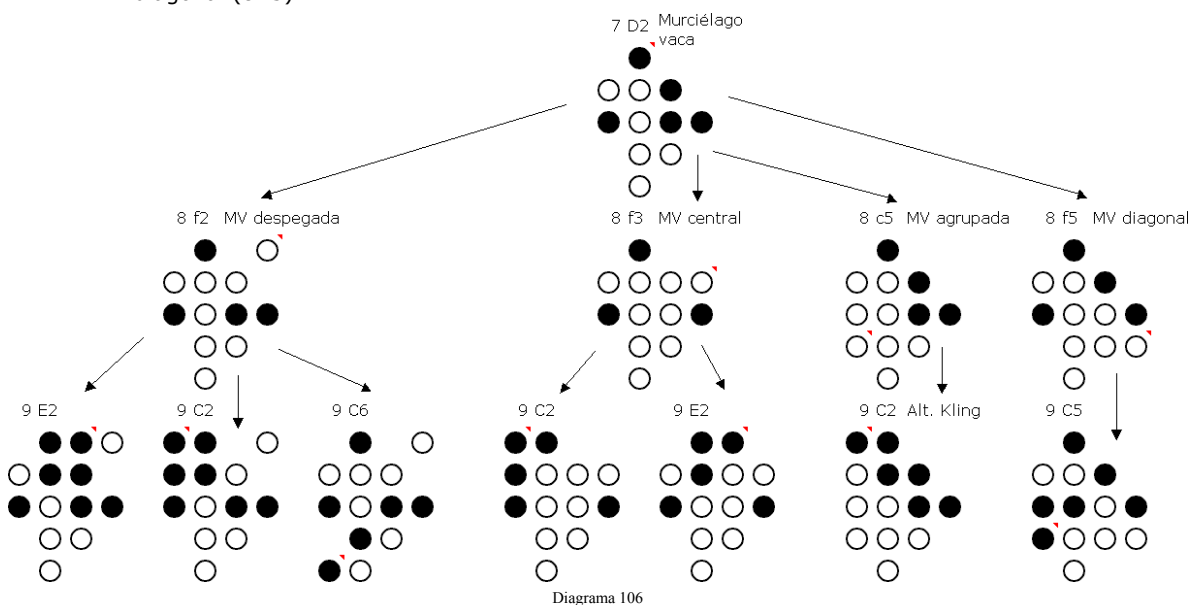 7 D2 Murciélago
vaca
8 f2 MV despegada
8 f3 MV central
8 c5 MV agrupada
8 f5 MV diagonal
9 E2
9 C2
9 C6
9 C2
9 E2
9 C2 Alt. Kling
9 C5
Diagrama 106